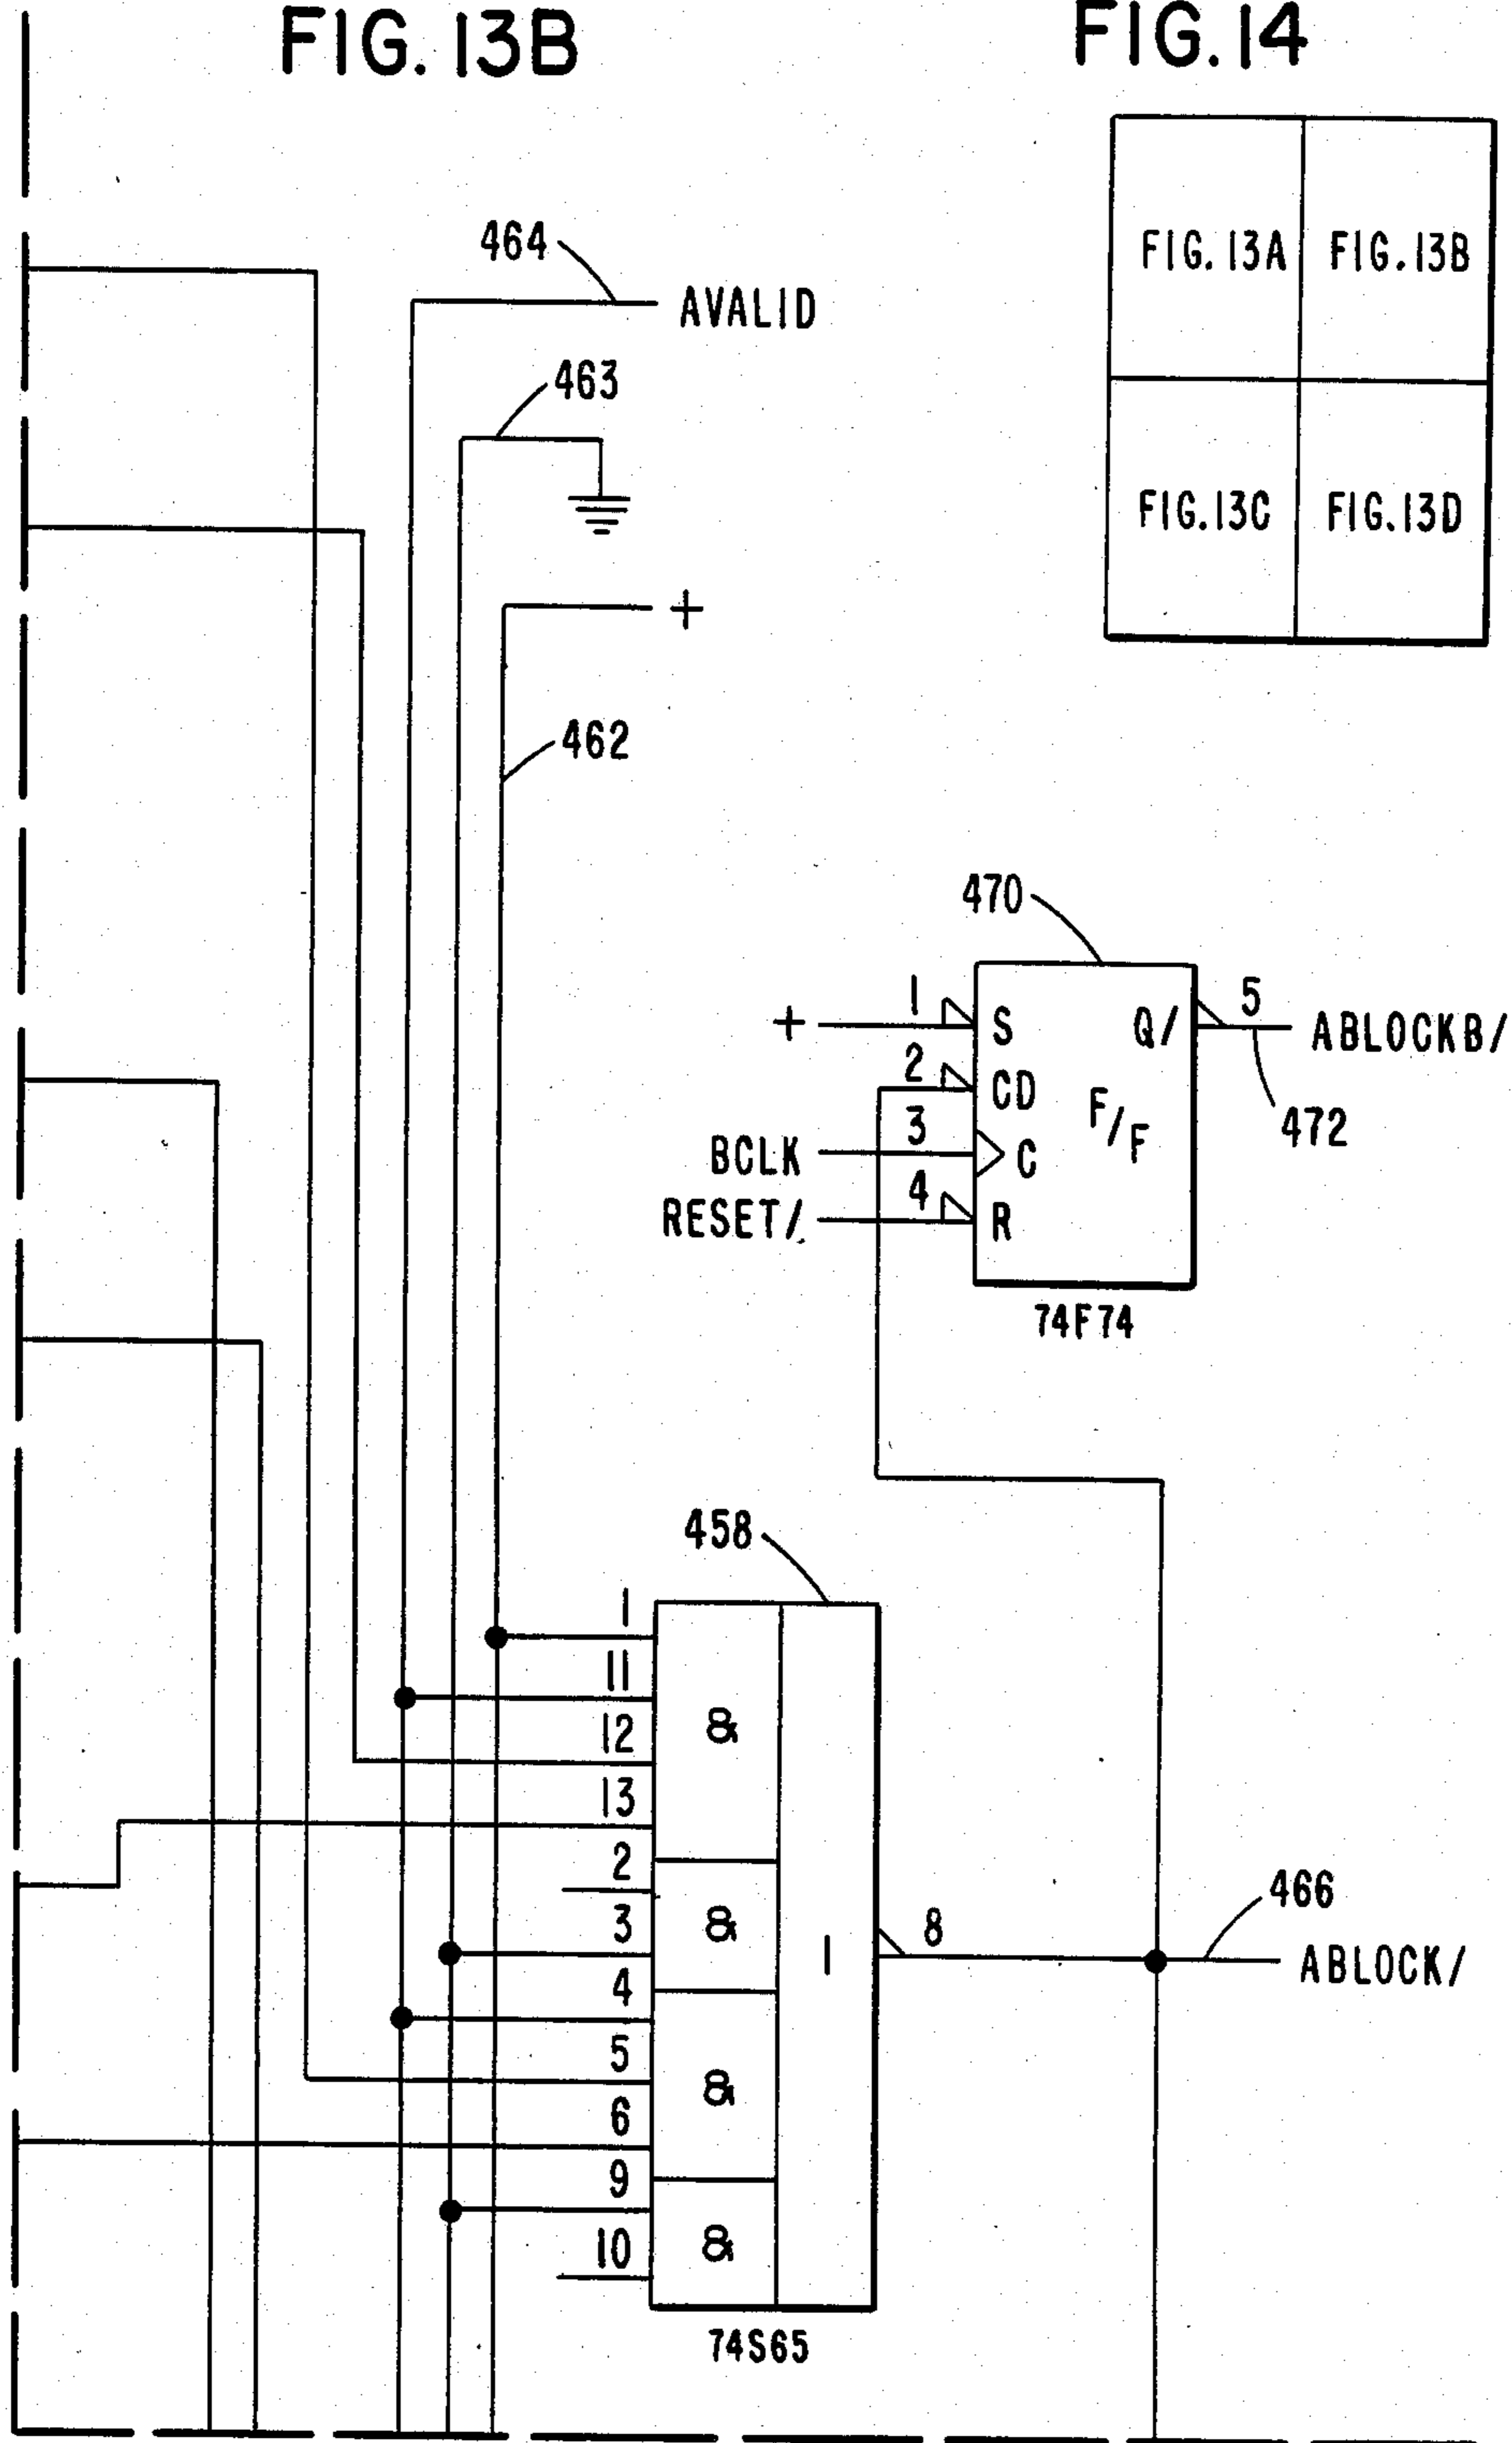 FIG. 13B
FIG. 14
FIG. 13A
FIG. 13B
FIG. 13C
FIG. 13D
464
AVALID
463
+
462
470
+
1
S
Q/
5
ABLOCKB/
2
CD
F/F
472
BCLK
3
C
RESET/
4
R
74F74
458
1
11
12
&
13
2
3
&
4
5
&
6
9
10
&
1
8
466
ABLOCK/
74S65